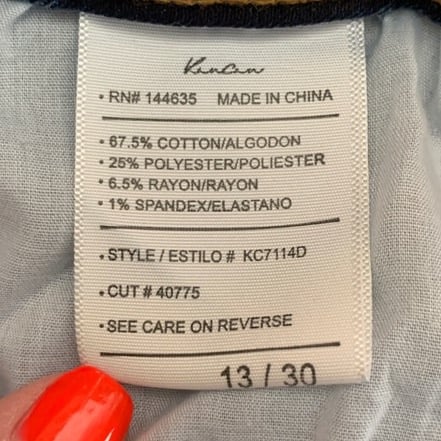 KanCan
• RN# 144635 MADE IN CHINA
• 67.5% COTTON/ALGODON
• 25% POLYESTER/POLIESTER
• 6.5% RAYON/RAYON
• 1% SPANDEX/ELASTANO
• STYLE / ESTILO # KC7114D
• CUT # 40775
• SEE CARE ON REVERSE
13 / 30